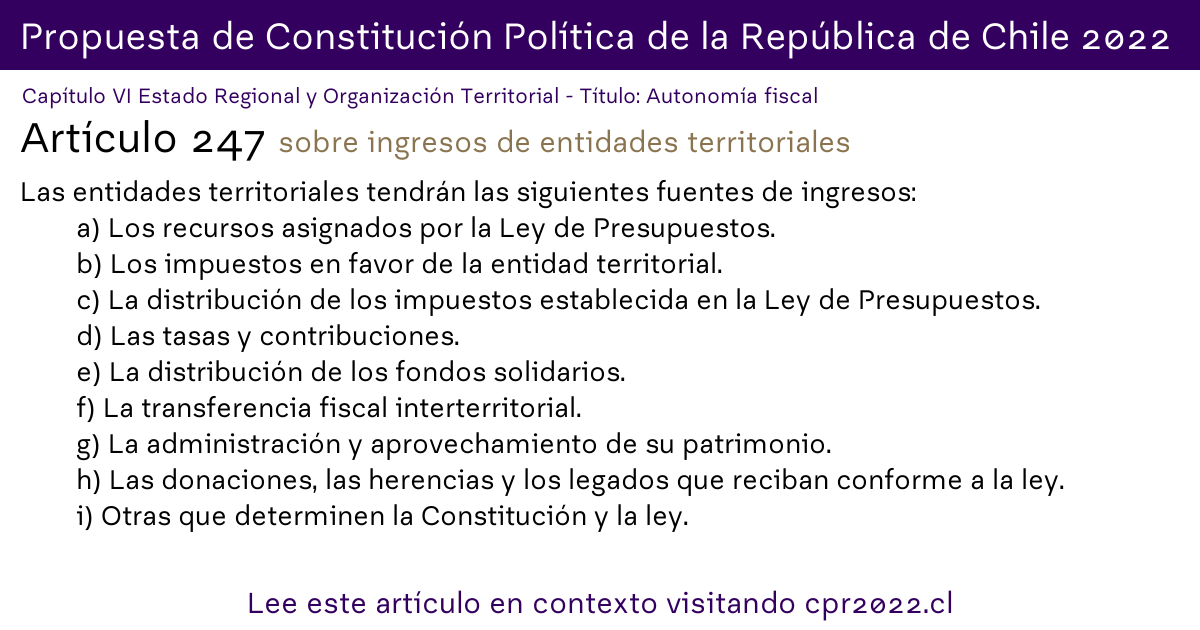 Propuesta de Constitución Política de la República de Chile 2022
Capítulo VI Estado Regional y Organización Territorial - Título: Autonomía fiscal
Artículo 247 sobre ingresos de entidades territoriales
Las entidades territoriales tendrán las siguientes fuentes de ingresos:
a) Los recursos asignados por la Ley de Presupuestos.
b) Los impuestos en favor de la entidad territorial.
c) La distribución de los impuestos establecida en la Ley de Presupuestos.
d) Las tasas y contribuciones.
e) La distribución de los fondos solidarios.
f) La transferencia fiscal interterritorial.
g) La administración y aprovechamiento de su patrimonio.
h) Las donaciones, las herencias y los legados que reciban conforme a la ley.
i) Otras que determinen la Constitución y la ley.
Lee este artículo en contexto visitando cpr2022.cl